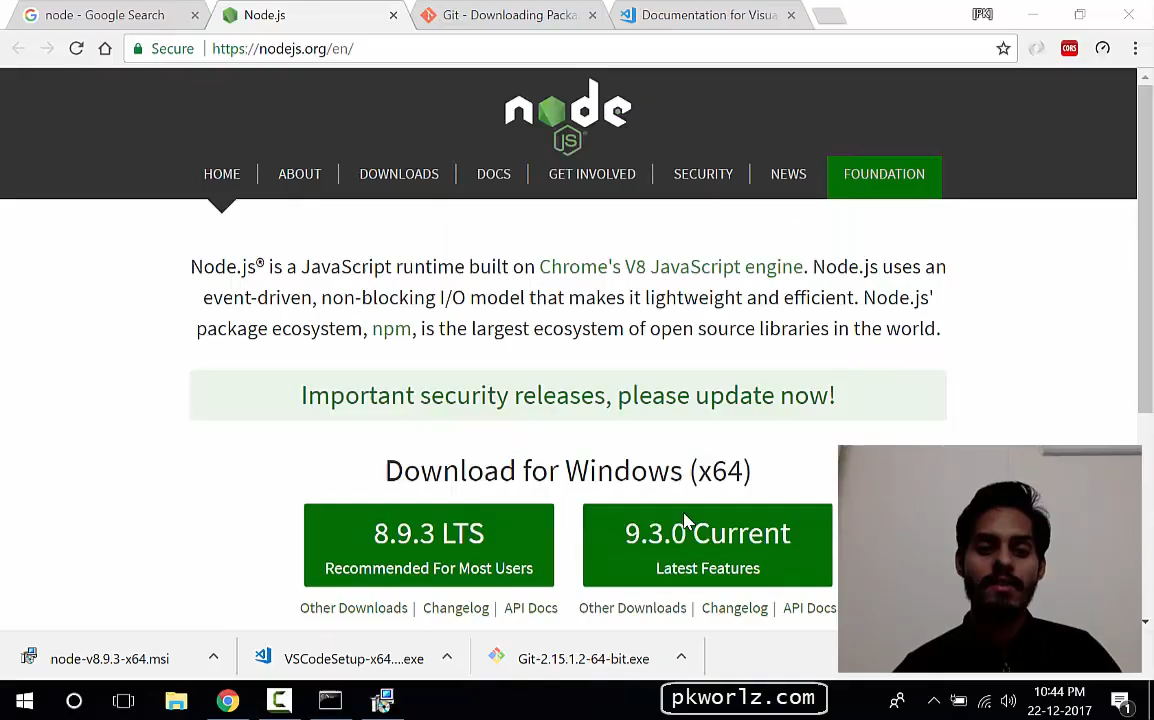 node - Google Search
Node.js
Git - Downloading Packa
Documentation for Visua
[PK]
Secure
https://nodejs.org/en/
CORS
node
JS
HOME
ABOUT
DOWNLOADS
DOCS
GET INVOLVED
SECURITY
NEWS
FOUNDATION
Node.js® is a JavaScript runtime built on Chrome's V8 JavaScript engine. Node.js uses an
event-driven, non-blocking I/O model that makes it lightweight and efficient. Node.js'
package ecosystem, npm, is the largest ecosystem of open source libraries in the world.
Important security releases, please update now!
Download for Windows (x64)
8.9.3 LTS
Recommended For Most Users
9.3.0 Current
Latest Features
Other Downloads | Changelog | API Docs
Other Downloads | Changelog | API Docs
node-v8.9.3-x64.msi
VSCodeSetup-x64....exe
Git-2.15.1.2-64-bit.exe
pkworlz.com
10:44 PM
22-12-2017
1